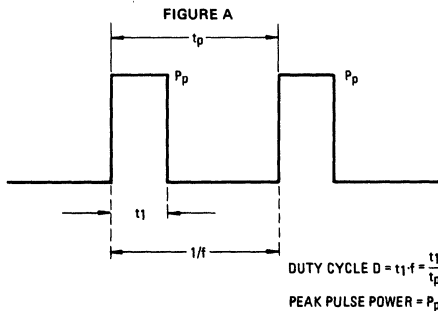 FIGURE A
tp
Pp
Pp
t1
1/f
DUTY CYCLE D = t1·f = t1/tp
PEAK PULSE POWER = Pp